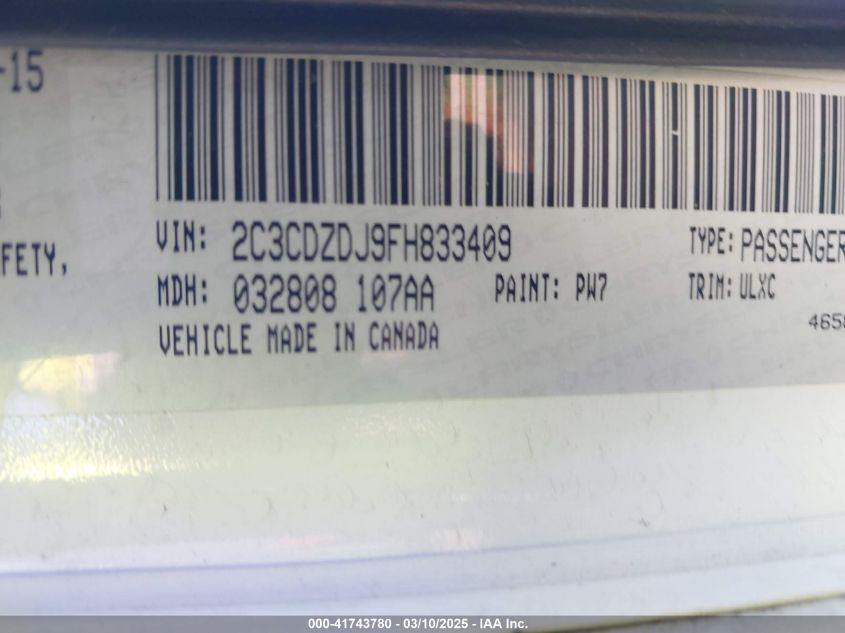 -15
FETY,
VIN: 2C3CDZDJ9FH833409 TYPE: PASSENGER
MDH: 032808 107AA PAINT: PW7 TRIM: ULXC
VEHICLE MADE IN CANADA
465
000-41743780 - 03/10/2025 - IAA Inc.